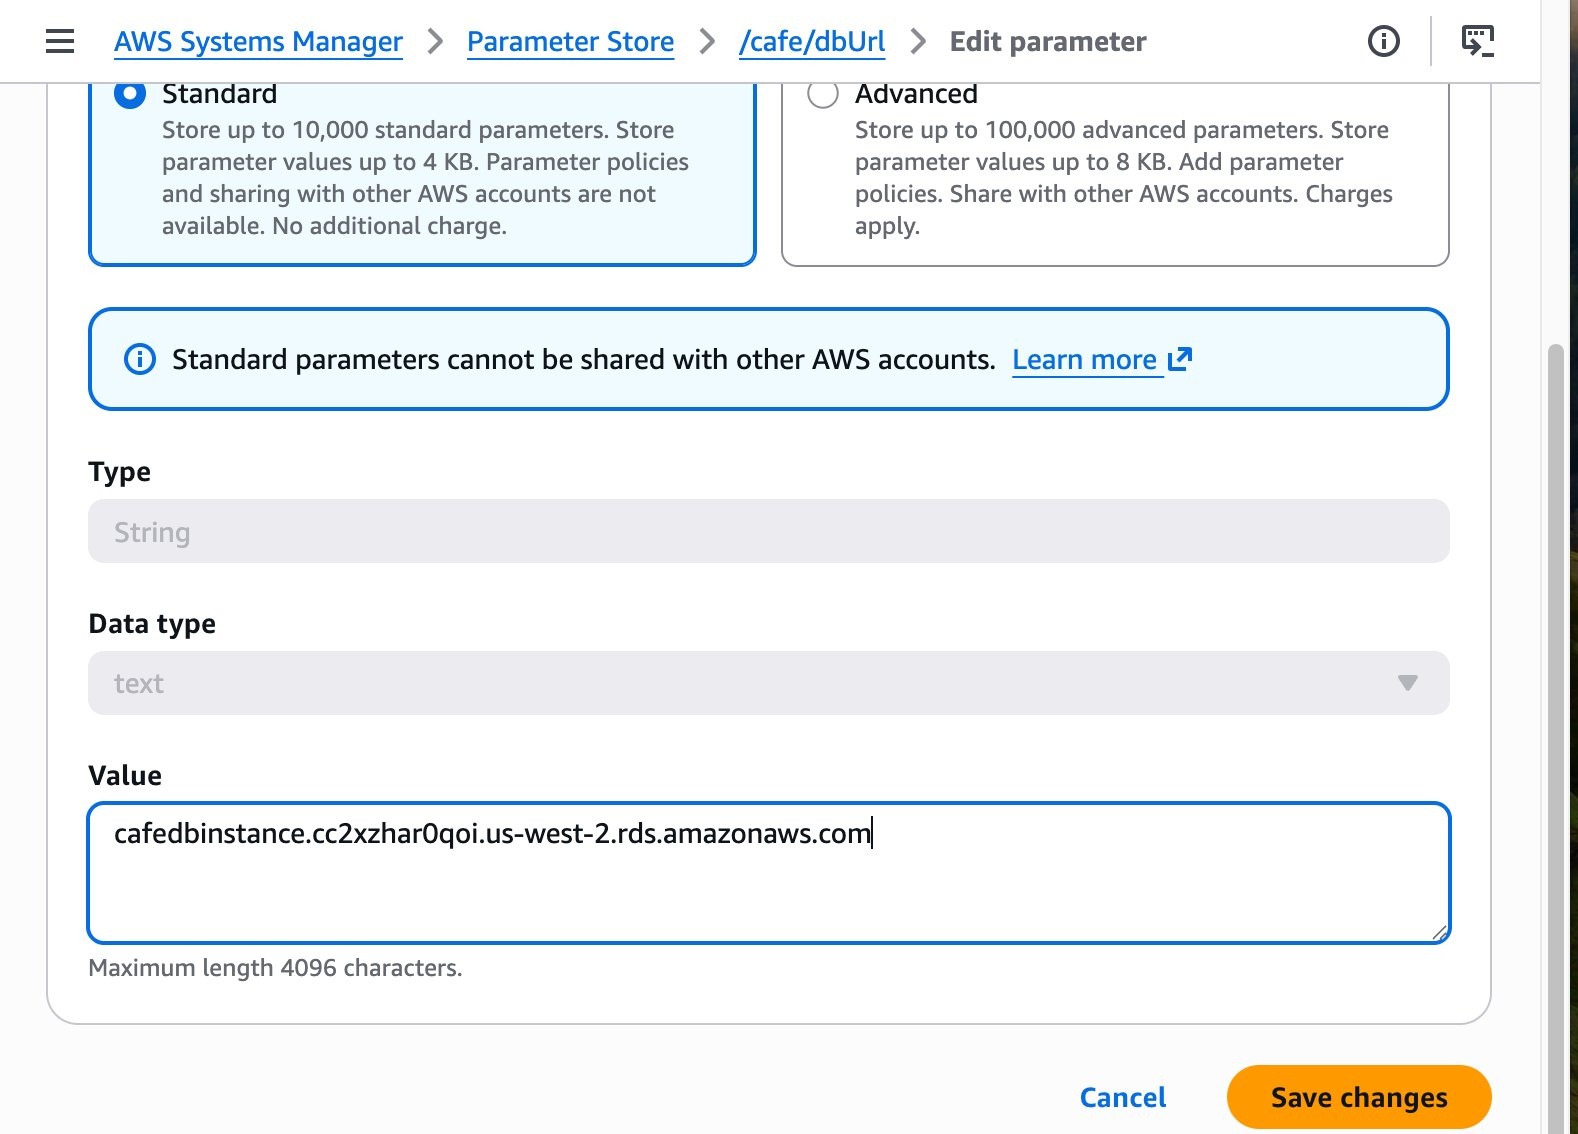 AWS Systems Manager > Parameter Store > /cafe/dbUrl > Edit parameter
Standard
Store up to 10,000 standard parameters. Store
parameter values up to 4 KB. Parameter policies
and sharing with other AWS accounts are not
available. No additional charge.
Advanced
Store up to 100,000 advanced parameters. Store
parameter values up to 8 KB. Add parameter
policies. Share with other AWS accounts. Charges
apply.
Standard parameters cannot be shared with other AWS accounts. Learn more
Type
String
Data type
text
Value
cafedbinstance.cc2xzhar0qoi.us-west-2.rds.amazonaws.com
Maximum length 4096 characters.
Cancel
Save changes